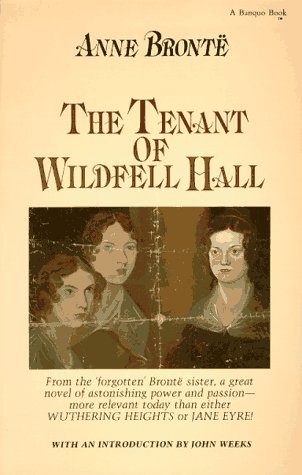 A Banquo Book
TM
ANNE BRONTË
THE TENANT
OF
WILDFELL HALL
From the 'forgotten' Brontë sister, a great
novel of astonishing power and passion—
more relevant today than either
WUTHERING HEIGHTS or JANE EYRE!
WITH AN INTRODUCTION BY JOHN WEEKS